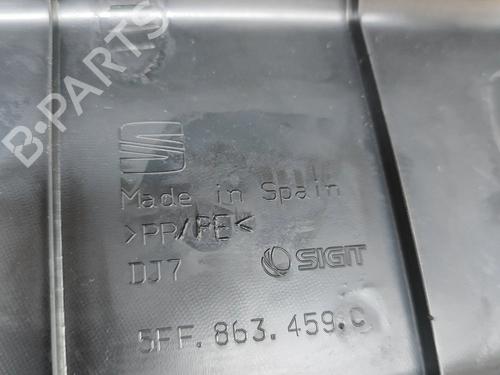 B-PARTS
Made in Spain
>PP/PE<
DJ7
SIGIT
5FF.863.459.C